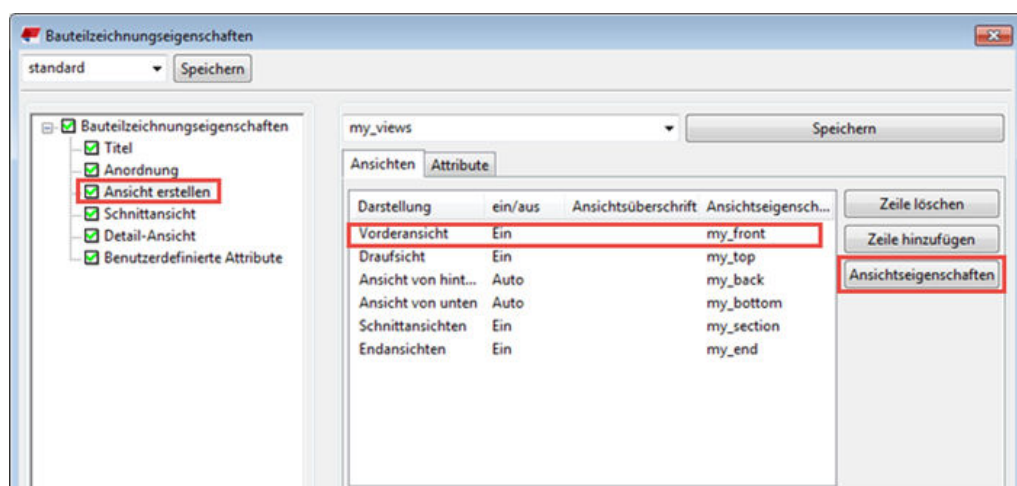 Bauteilzeichnungseigenschaften
standard Speichern
Bauteilzeichnungseigenschaften
Titel
Anordnung
Ansicht erstellen
Schnittansicht
Detail-Ansicht
Benutzerdefinierte Attribute
my_views Speichern
Ansichten Attribute
Darstellung ein/aus Ansichtsüberschrift Ansichtseigensch...
Vorderansicht Ein my_front
Draufsicht Ein my_top
Ansicht von hint... Auto my_back
Ansicht von unten Auto my_bottom
Schnittansichten Ein my_section
Endansichten Ein my_end
Zeile löschen
Zeile hinzufügen
Ansichtseigenschaften